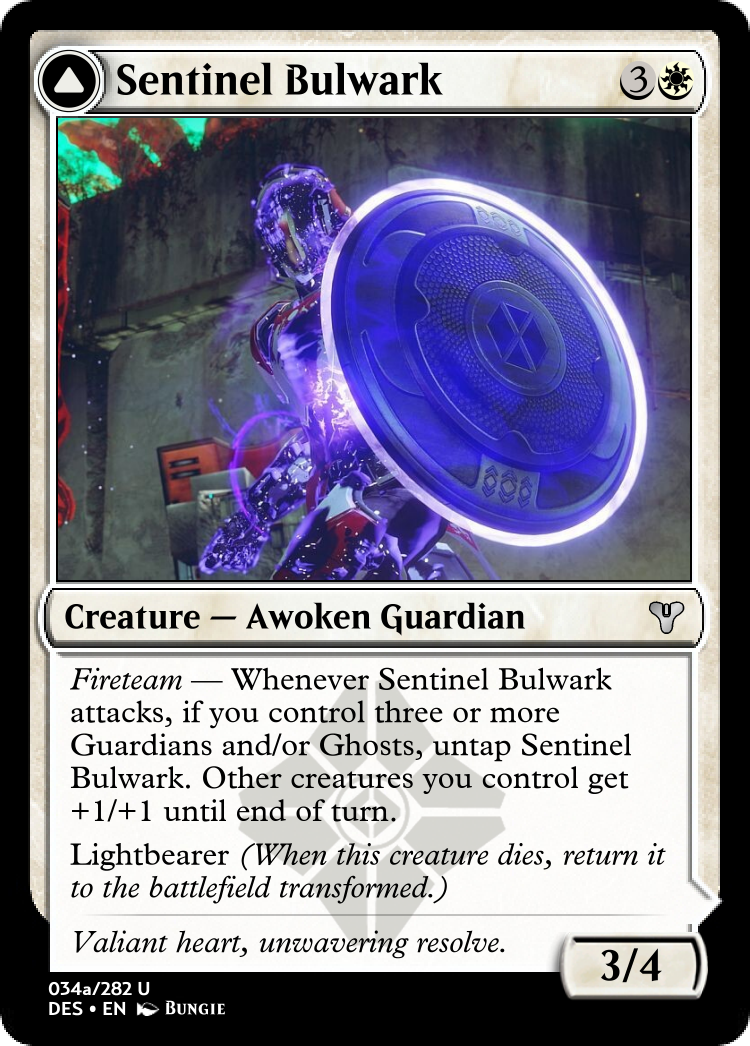 Sentinel Bulwark
3
Creature — Awoken Guardian
Fireteam — Whenever Sentinel Bulwark
attacks, if you control three or more
Guardians and/or Ghosts, untap Sentinel
Bulwark. Other creatures you control get
+1/+1 until end of turn.
Lightbearer (When this creature dies, return it
to the battlefield transformed.)
Valiant heart, unwavering resolve.
3/4
034a/282 U
DES • EN Bungie